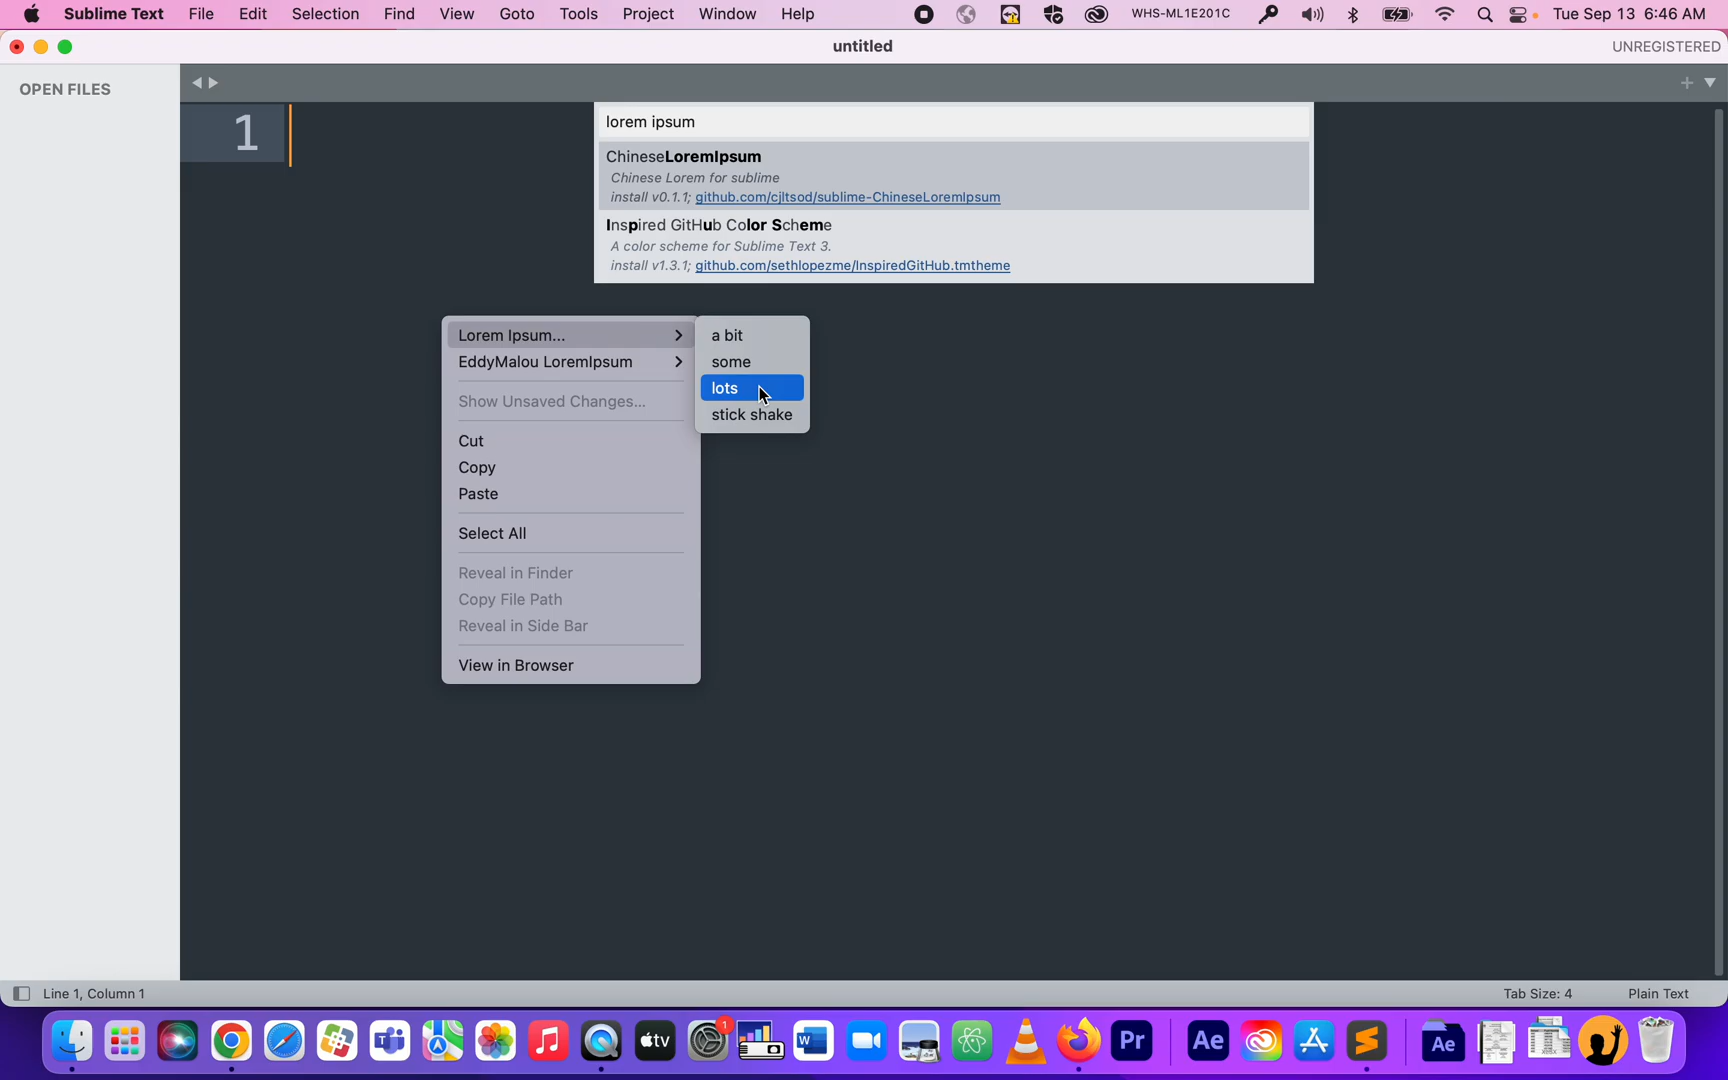 Sublime Text File Edit Selection Find View Goto Tools Project Window Help WHS-ML1E201C Tue Sep 13 6:46 AM
untitled UNREGISTERED
OPEN FILES
1
lorem ipsum
ChineseLoremIpsum
Chinese Lorem for sublime
install v0.1.1; github.com/cjltsod/sublime-ChineseLoremIpsum
Inspired GitHub Color Scheme
A color scheme for Sublime Text 3.
install v1.3.1; github.com/sethlopezme/InspiredGitHub.tmtheme
Lorem Ipsum...
EddyMalou LoremIpsum
Show Unsaved Changes...
Cut
Copy
Paste
Select All
Reveal in Finder
Copy File Path
Reveal in Side Bar
View in Browser
a bit
some
lots
stick shake
Line 1, Column 1 Tab Size: 4 Plain Text
tv 1 W Pr Ae Ae